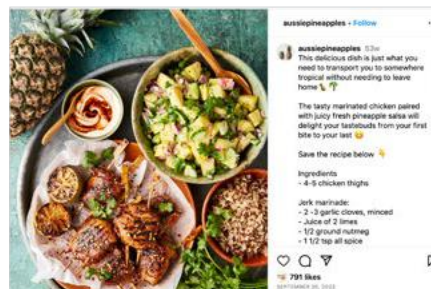 aussiepineapples • Follow
aussiepineapples 53w
This delicious dish is just what you
need to transport you to somewhere
tropical without needing to leave
home 🍍🌴
The tasty marinated chicken paired
with juicy fresh pineapple salsa will
delight your tastebuds from your first
bite to your last 😋
Save the recipe below 👇
Ingredients
- 4-5 chicken thighs
Jerk marinade:
- 2 -3 garlic cloves, minced
- Juice of 2 limes
- 1/2 ground nutmeg
- 1 1/2 tsp all spice
791 likes
SEPTEMBER 20, 2022